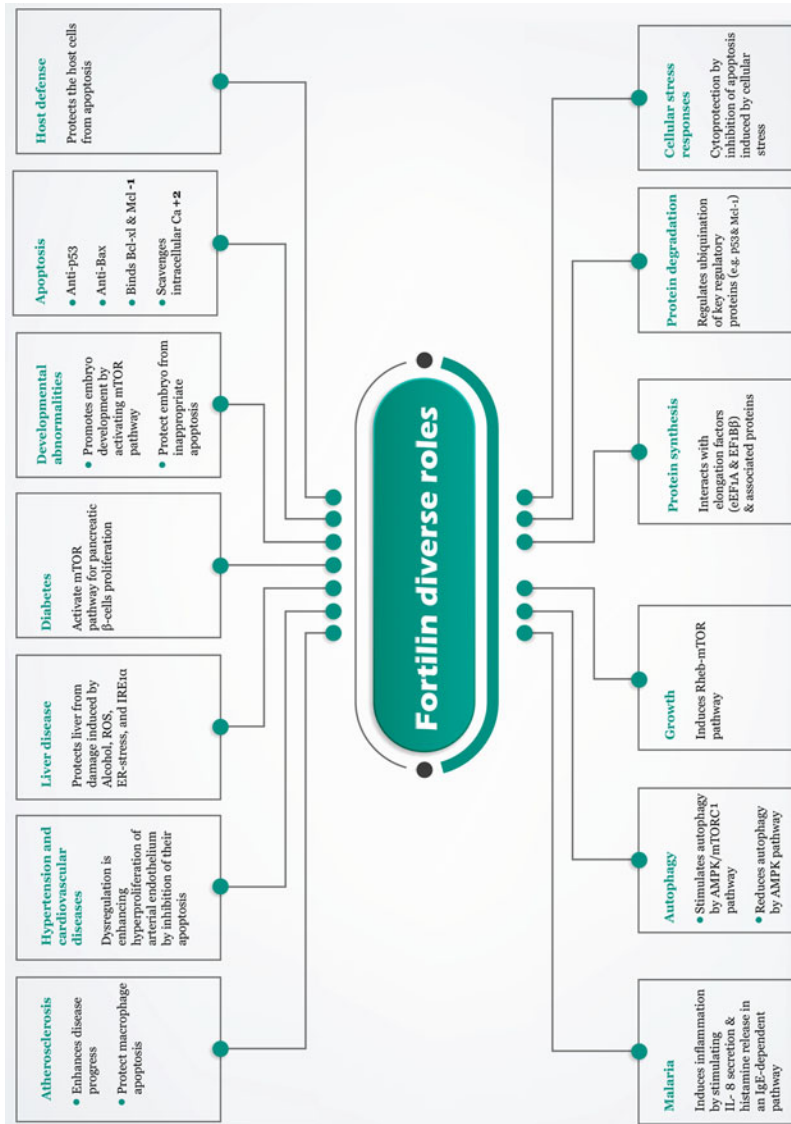 Atherosclerosis
Enhances disease
progress
Protect macrophage
apoptosis
Hypertension and
cardiovascular
diseases
Dysregulation is
enhancing
hyperproliferation of
arterial endothelium
by inhibition of their
apoptosis
Liver disease
Protects liver from
damage induced by
Alcohol, ROS,
ER-stress, and IRE1α
Diabetes
Activate mTOR
pathway for pancreatic
β-cells proliferation
Developmental
abnormalities
Promotes embryo
development by
activating mTOR
pathway
Protect embryo from
inappropriate
apoptosis
Apoptosis
Anti-p53
Anti-Bax
Binds Bcl-xl & Mcl -1
Scavenges
intracellular Ca+2
Host defense
Protects the host cells
from apoptosis
Fortilin diverse roles
Malaria
Induces inflammation
by stimulating
IL- 8 secretion &
histamine release in
an IgE-dependent
pathway
Autophagy
Stimulates autophagy
by AMPK/mTORC1
pathway
Reduces autophagy
by AMPK pathway
Growth
Induces Rheb-mTOR
pathway
Protein synthesis
Interacts with
elongation factors
(eEF1A & EF1Bβ)
& associated proteins
Protein degradation
Regulates ubiquination
of key regulatory
proteins (e.g. p53& Mcl-1)
Cellular stress
responses
Cytoprotection by
inhibition of apoptosis
induced by cellular
stress